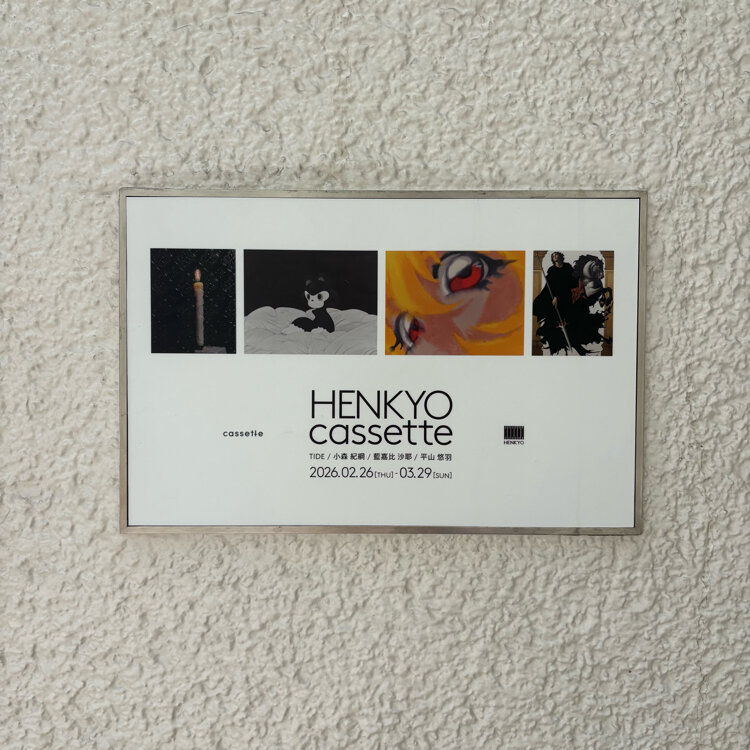 HENKYO
cassette
cassette
HENKYO
TIDE / 小森 紀綱 / 藍嘉比 沙耶 / 平山 悠羽
2026.02.26[THU] - 03.29[SUN]